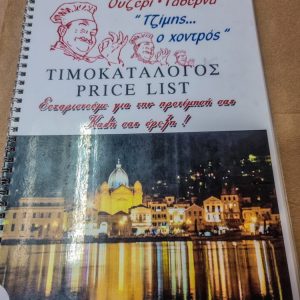 Ουζερί • Ταβέρνα
"Τζίμης...
ο χοντρός"
ΤΙΜΟΚΑΤΑΛΟΓΟΣ
PRICE LIST
Ευχαριστούμε για την προτίμησή σας
Καλή σας όρεξη !